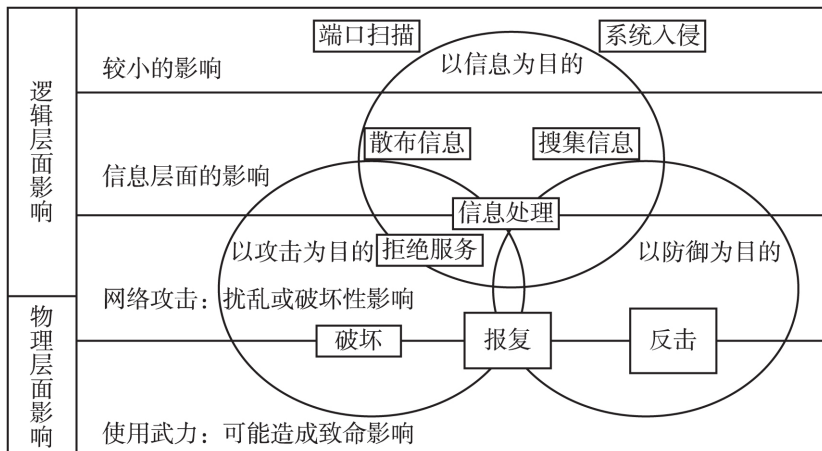 端口扫描
系统入侵
较小的影响
以信息为目的
逻辑层面影响
散布信息
搜集信息
信息层面的影响
信息处理
以攻击为目的
拒绝服务
以防御为目的
网络攻击：扰乱或破坏性影响
物理层面影响
破坏
报复
反击
使用武力：可能造成致命影响